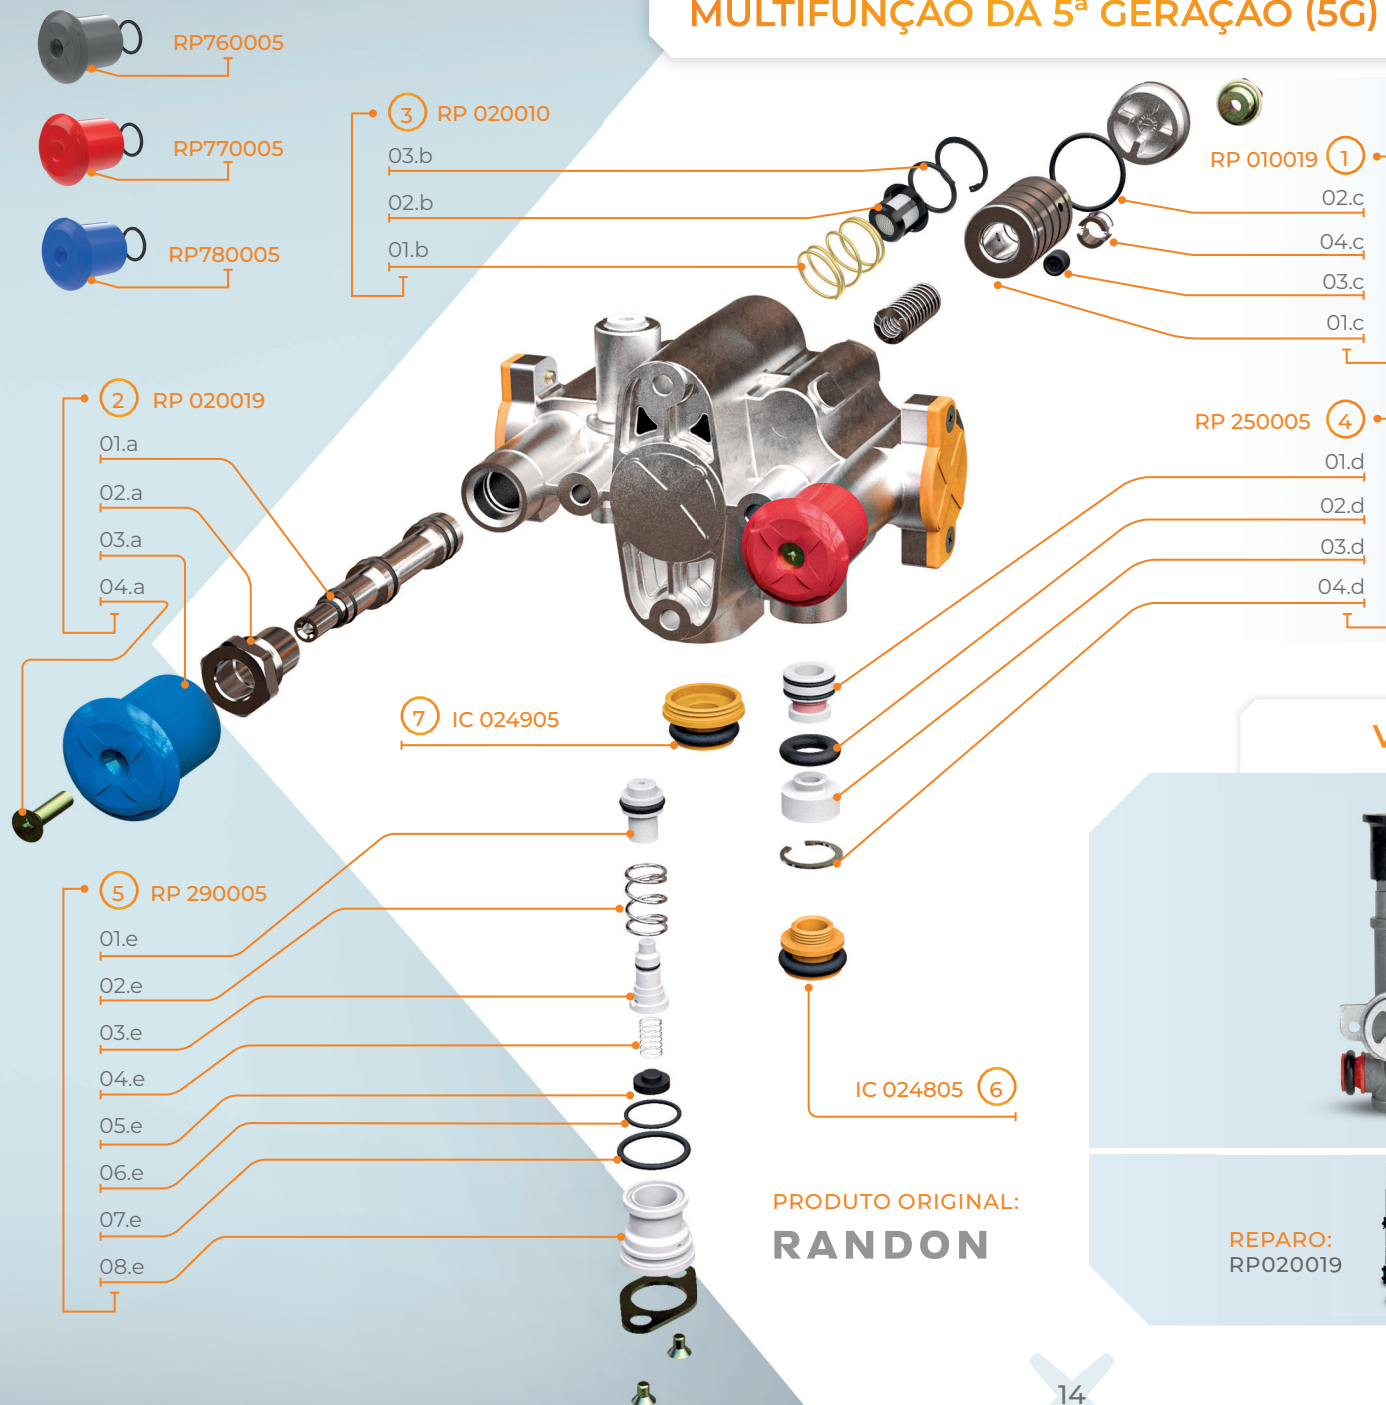 MULTIFUNÇÃO DA 5ª GERAÇÃO (5G)
RP760005
RP770005
RP780005
3 RP 020010
03.b
02.b
01.b
RP 010019 1
02.c
04.c
03.c
01.c
2 RP 020019
01.a
02.a
03.a
04.a
RP 250005 4
01.d
02.d
03.d
04.d
7 IC 024905
5 RP 290005
01.e
02.e
03.e
04.e
05.e
06.e
07.e
08.e
IC 024805 6
PRODUTO ORIGINAL:
RANDON
REPARO:
RP020019
14